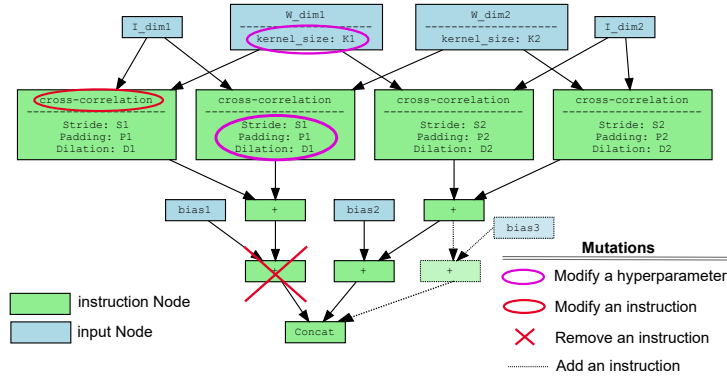 I_dim1
W_dim1
kernel_size: K1
W_dim2
kernel_size: K2
I_dim2
cross-correlation
Stride: S1
Padding: P1
Dilation: D1
cross-correlation
Stride: S1
Padding: P1
Dilation: D1
cross-correlation
Stride: S2
Padding: P2
Dilation: D2
cross-correlation
Stride: S2
Padding: P2
Dilation: D2
bias1
+
bias2
+
bias3
+
+
+
Concat
instruction Node
input Node
Mutations
Modify a hyperparameter
Modify an instruction
Remove an instruction
Add an instruction